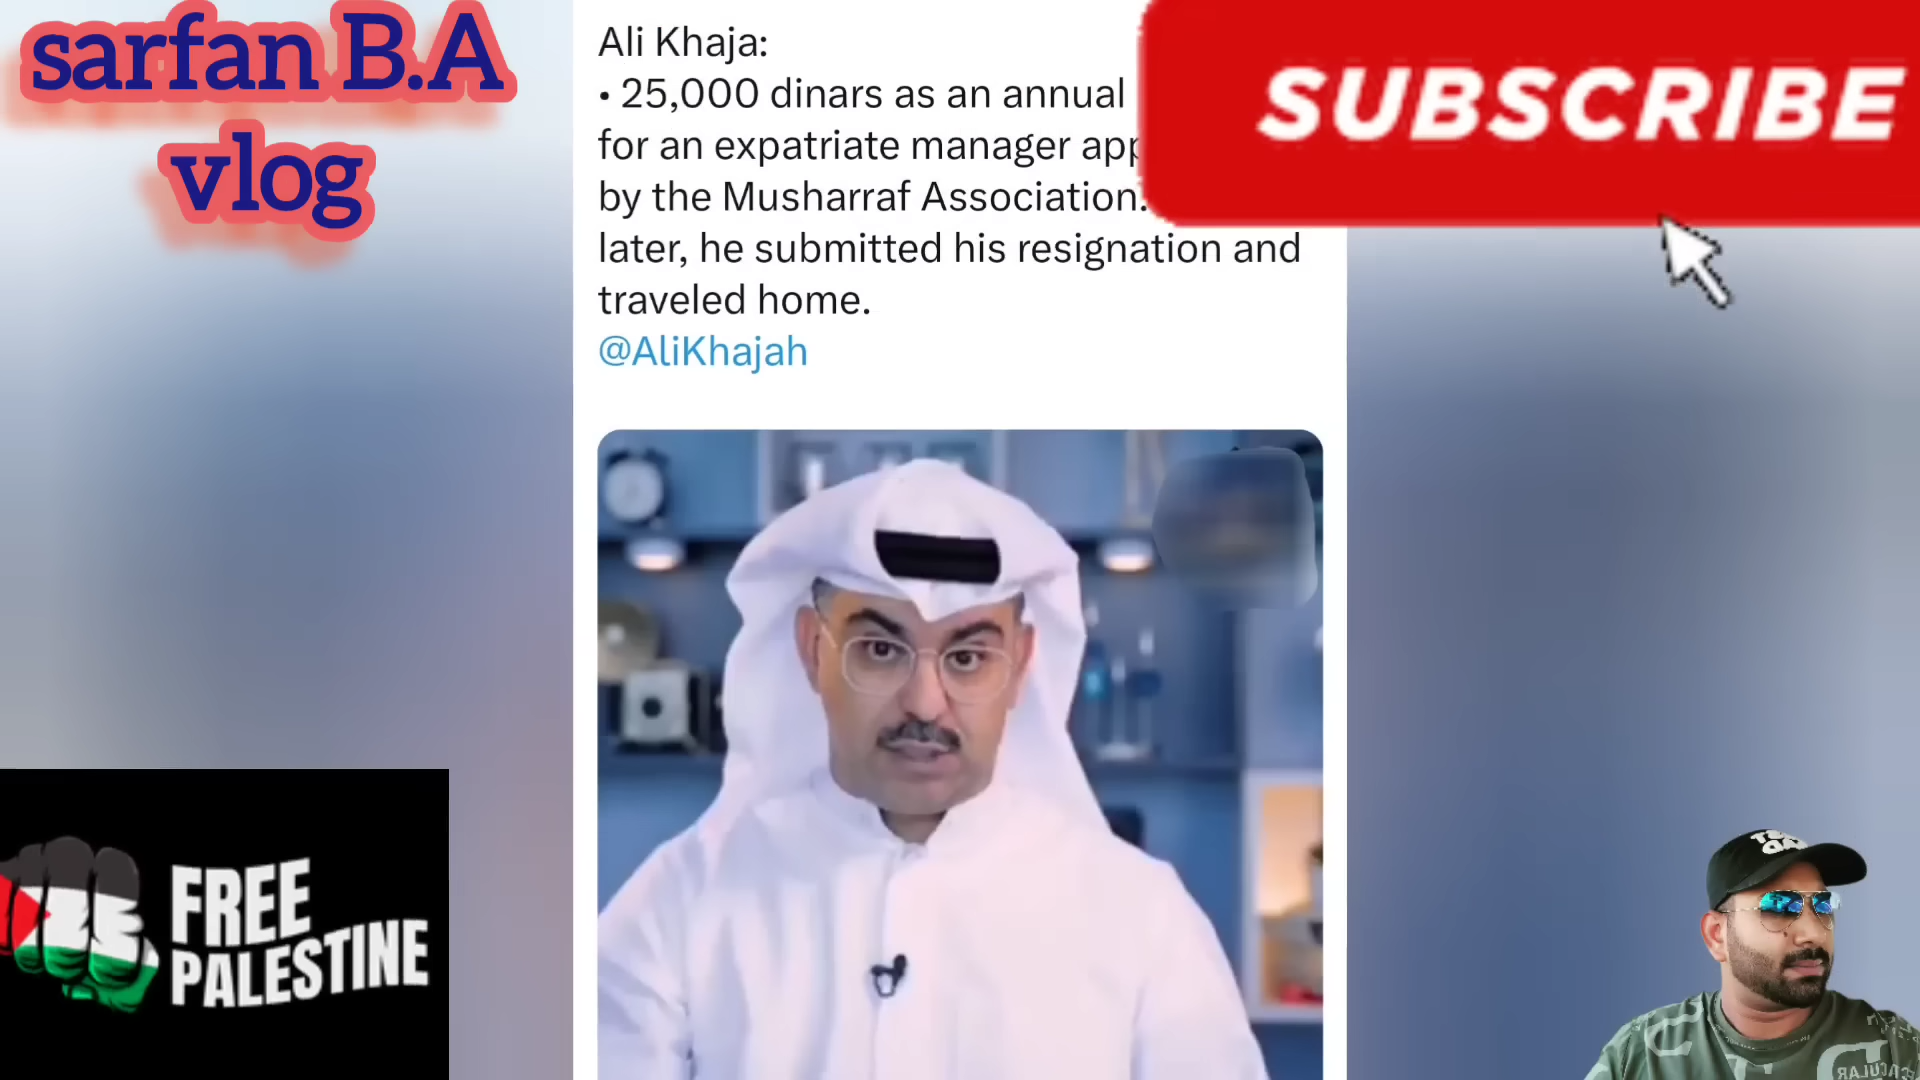 sarfan B.A
vlog
Ali Khaja:
• 25,000 dinars as an annual
for an expatriate manager app
by the Musharraf Association.
later, he submitted his resignation and
traveled home.
@AliKhajah
SUBSCRIBE
FREE
PALESTINE